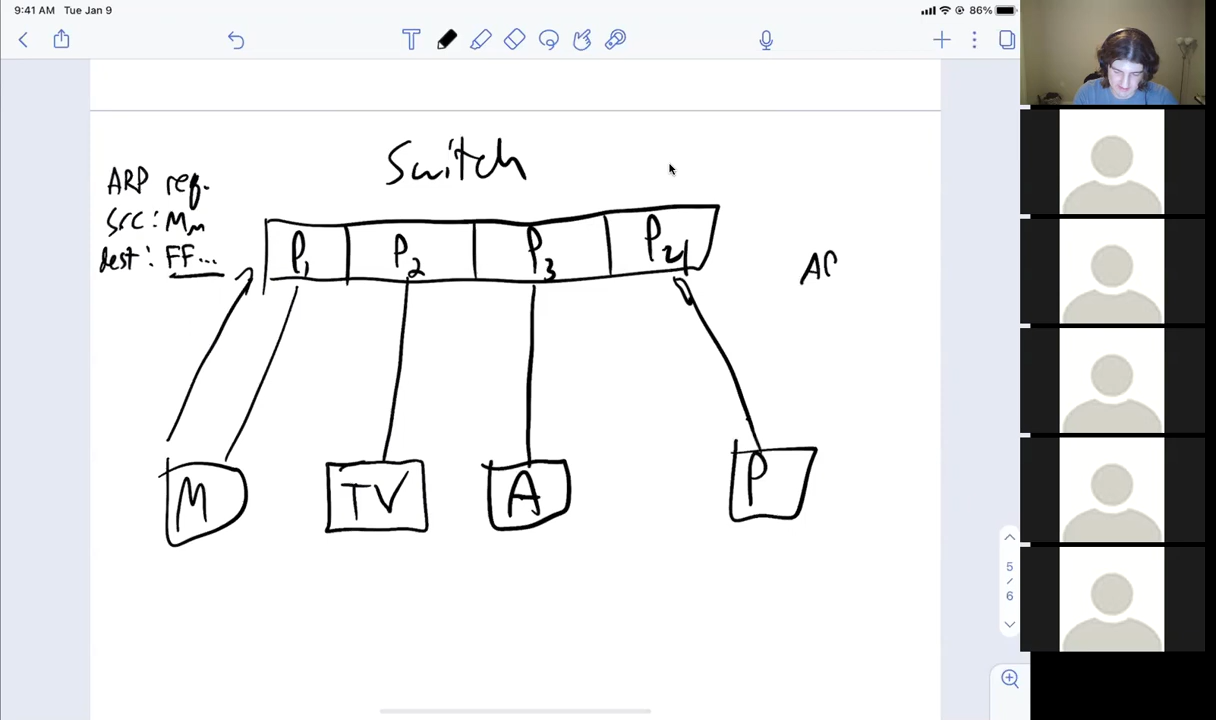 9:41 AM Tue Jan 9
86%
T
Switch
ARP req.
Src: Mm
dest: FF...
P1 P2 P3 P4
AP
M TV A P
5
/
6